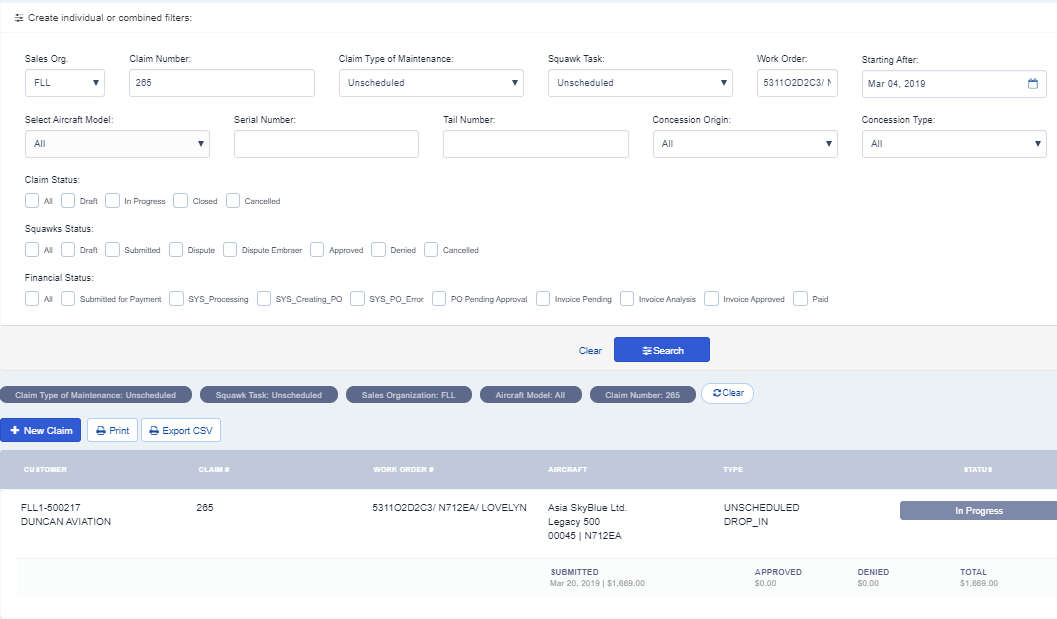 Create individual or combined filters:
Sales Org. Claim Number: Claim Type of Maintenance: Squawk Task: Work Order: Starting After:
FLL 265 Unscheduled Unscheduled 5311O2D2C3/ Mar 04, 2019
Select Aircraft Model: Serial Number: Tail Number: Concession Origin: Concession Type:
All All All
Claim Status:
All Draft In Progress Closed Cancelled
Squawks Status:
All Draft Submitted Dispute Dispute Embraer Approved Denied Cancelled
Financial Status:
All Submitted for Payment SYS_Processing SYS_Creating_PO SYS_PO_Error PO Pending Approval Invoice Pending Invoice Analysis Invoice Approved Paid
Clear Search
Claim Type of Maintenance: Unscheduled Squawk Task: Unscheduled Sales Organization: FLL Aircraft Model: All Claim Number: 265 Clear
New Claim Print Export CSV
CUSTOMER CLAIM # WORK ORDER # AIRCRAFT TYPE STATUS
FLL1-500217 265 5311O2D2C3/ N712EA/ LOVELYN Asia SkyBlue Ltd. UNSCHEDULED In Progress
DUNCAN AVIATION Legacy 500 DROP_IN
00045 | N712EA
SUBMITTED APPROVED DENIED TOTAL
Mar 20, 2019 | $1,669.00 $0.00 $0.00 $1,669.00